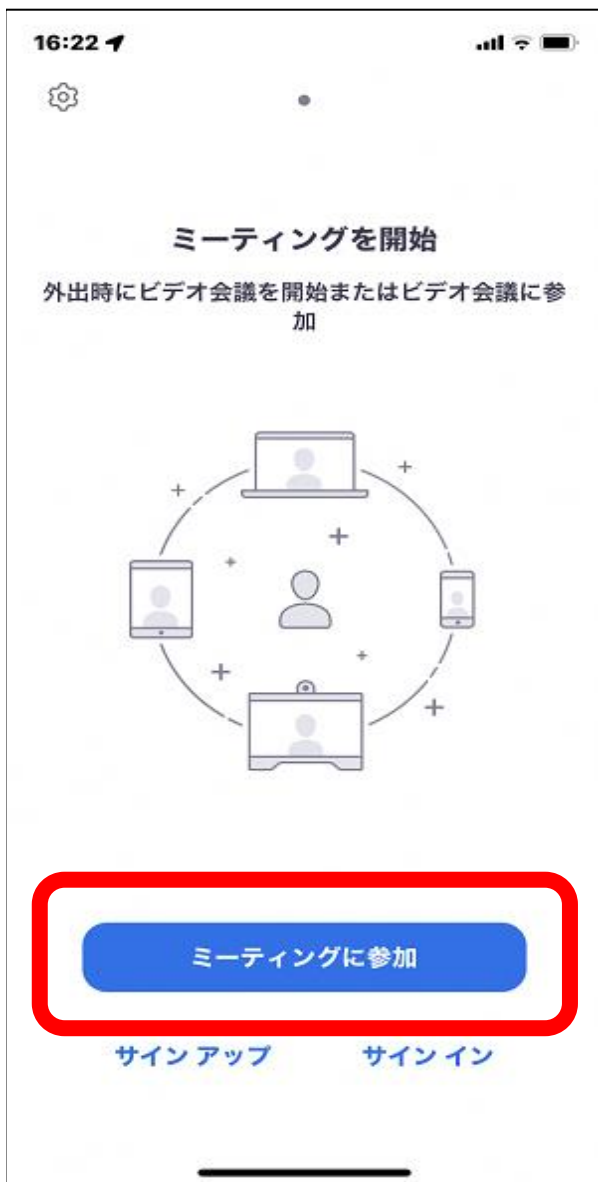 16:22
ミーティングを開始
外出時にビデオ会議を開始またはビデオ会議に参
加
ミーティングに参加
サイン アップ サイン イン